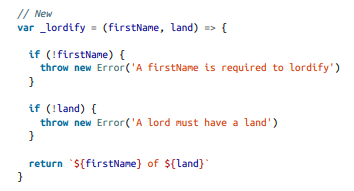 // New
var _lordify = (firstName, land) => {
if (!firstName) {
throw new Error('A firstName is required to lordify')
}
if (!land) {
throw new Error('A lord must have a land')
}
return `${firstName} of ${land}`
}